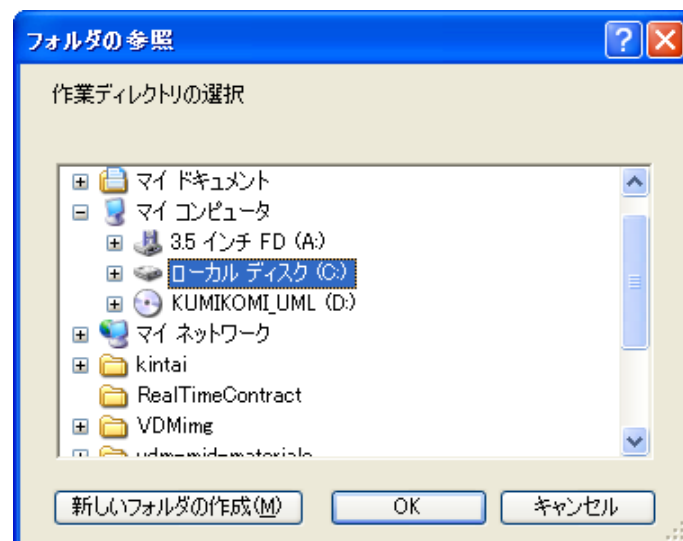 フォルダの参照
作業ディレクトリの選択
マイ ドキュメント
マイ コンピュータ
3.5 インチ FD (A:)
ローカル ディスク (C:)
KUMIKOMI_UML (D:)
マイ ネットワーク
kintai
RealTimeContract
VDMimg
vdm-mid-materials
新しいフォルダの作成(M) OK キャンセル